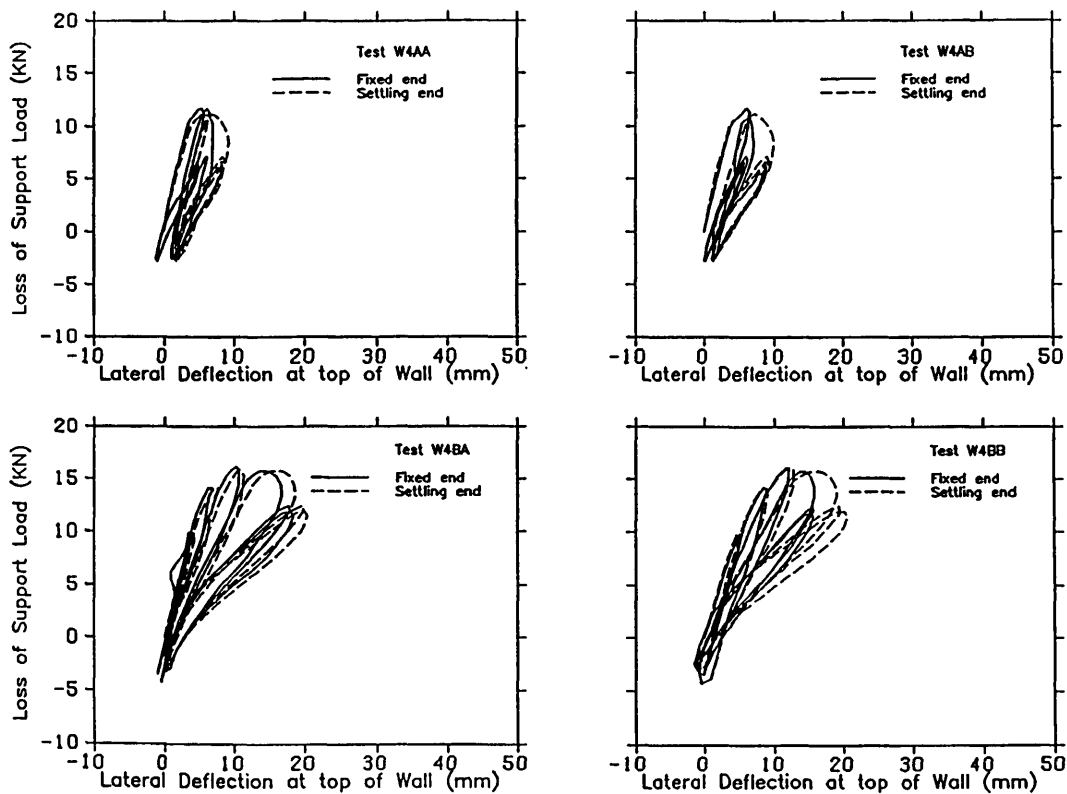 20
15
10
5
0
-5
-10
Loss of Support Load (KN)
Test W4AA
Fixed end
Settling end
-10 0 10 20 30 40 50
Lateral Deflection at top of Wall (mm)
Test W4AB
Fixed end
Settling end
-10 0 10 20 30 40 50
Lateral Deflection at top of Wall (mm)
20
15
10
5
0
-5
-10
Loss of Support Load (KN)
Test W4BA
Fixed end
Settling end
-10 0 10 20 30 40 50
Lateral Deflection at top of Wall (mm)
Test W4BB
Fixed end
Settling end
-10 0 10 20 30 40 50
Lateral Deflection at top of Wall (mm)